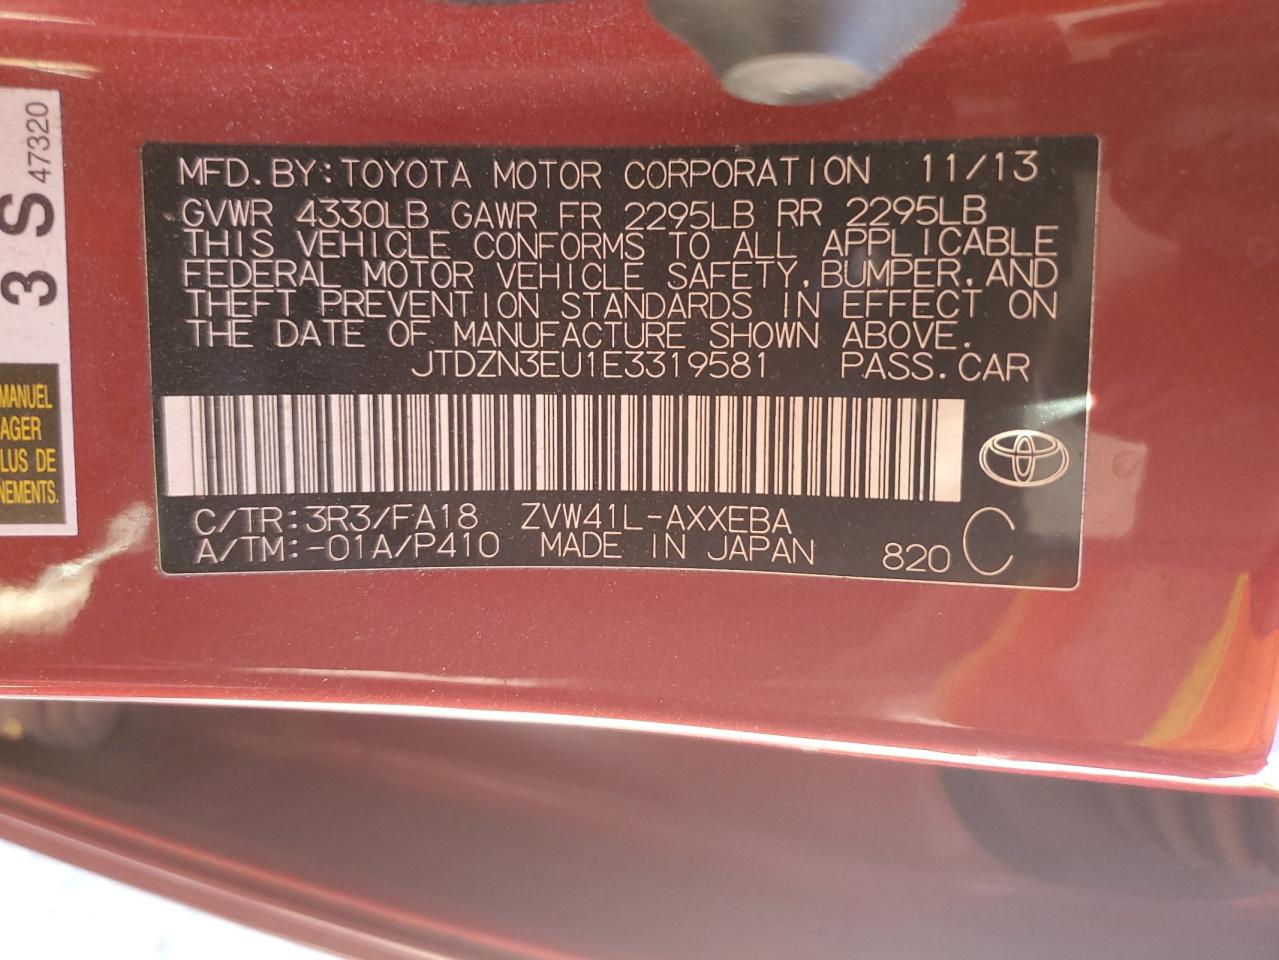 MFD. BY:TOYOTA MOTOR CORPORATION 11/13
GVWR 4330LB GAWR FR 2295LB RR 2295LB
THIS VEHICLE CONFORMS TO ALL APPLICABLE
FEDERAL MOTOR VEHICLE SAFETY, BUMPER, AND
THEFT PREVENTION STANDARDS IN EFFECT ON
THE DATE OF MANUFACTURE SHOWN ABOVE.
JTDZN3EU1E3319581 PASS. CAR
C/TR:3R3/FA18 ZVW41L-AXXEBA
A/TM:-01A/P410 MADE IN JAPAN 820 C
3 S 47320
MANUEL
AGER
LUS DE
NEMENTS.